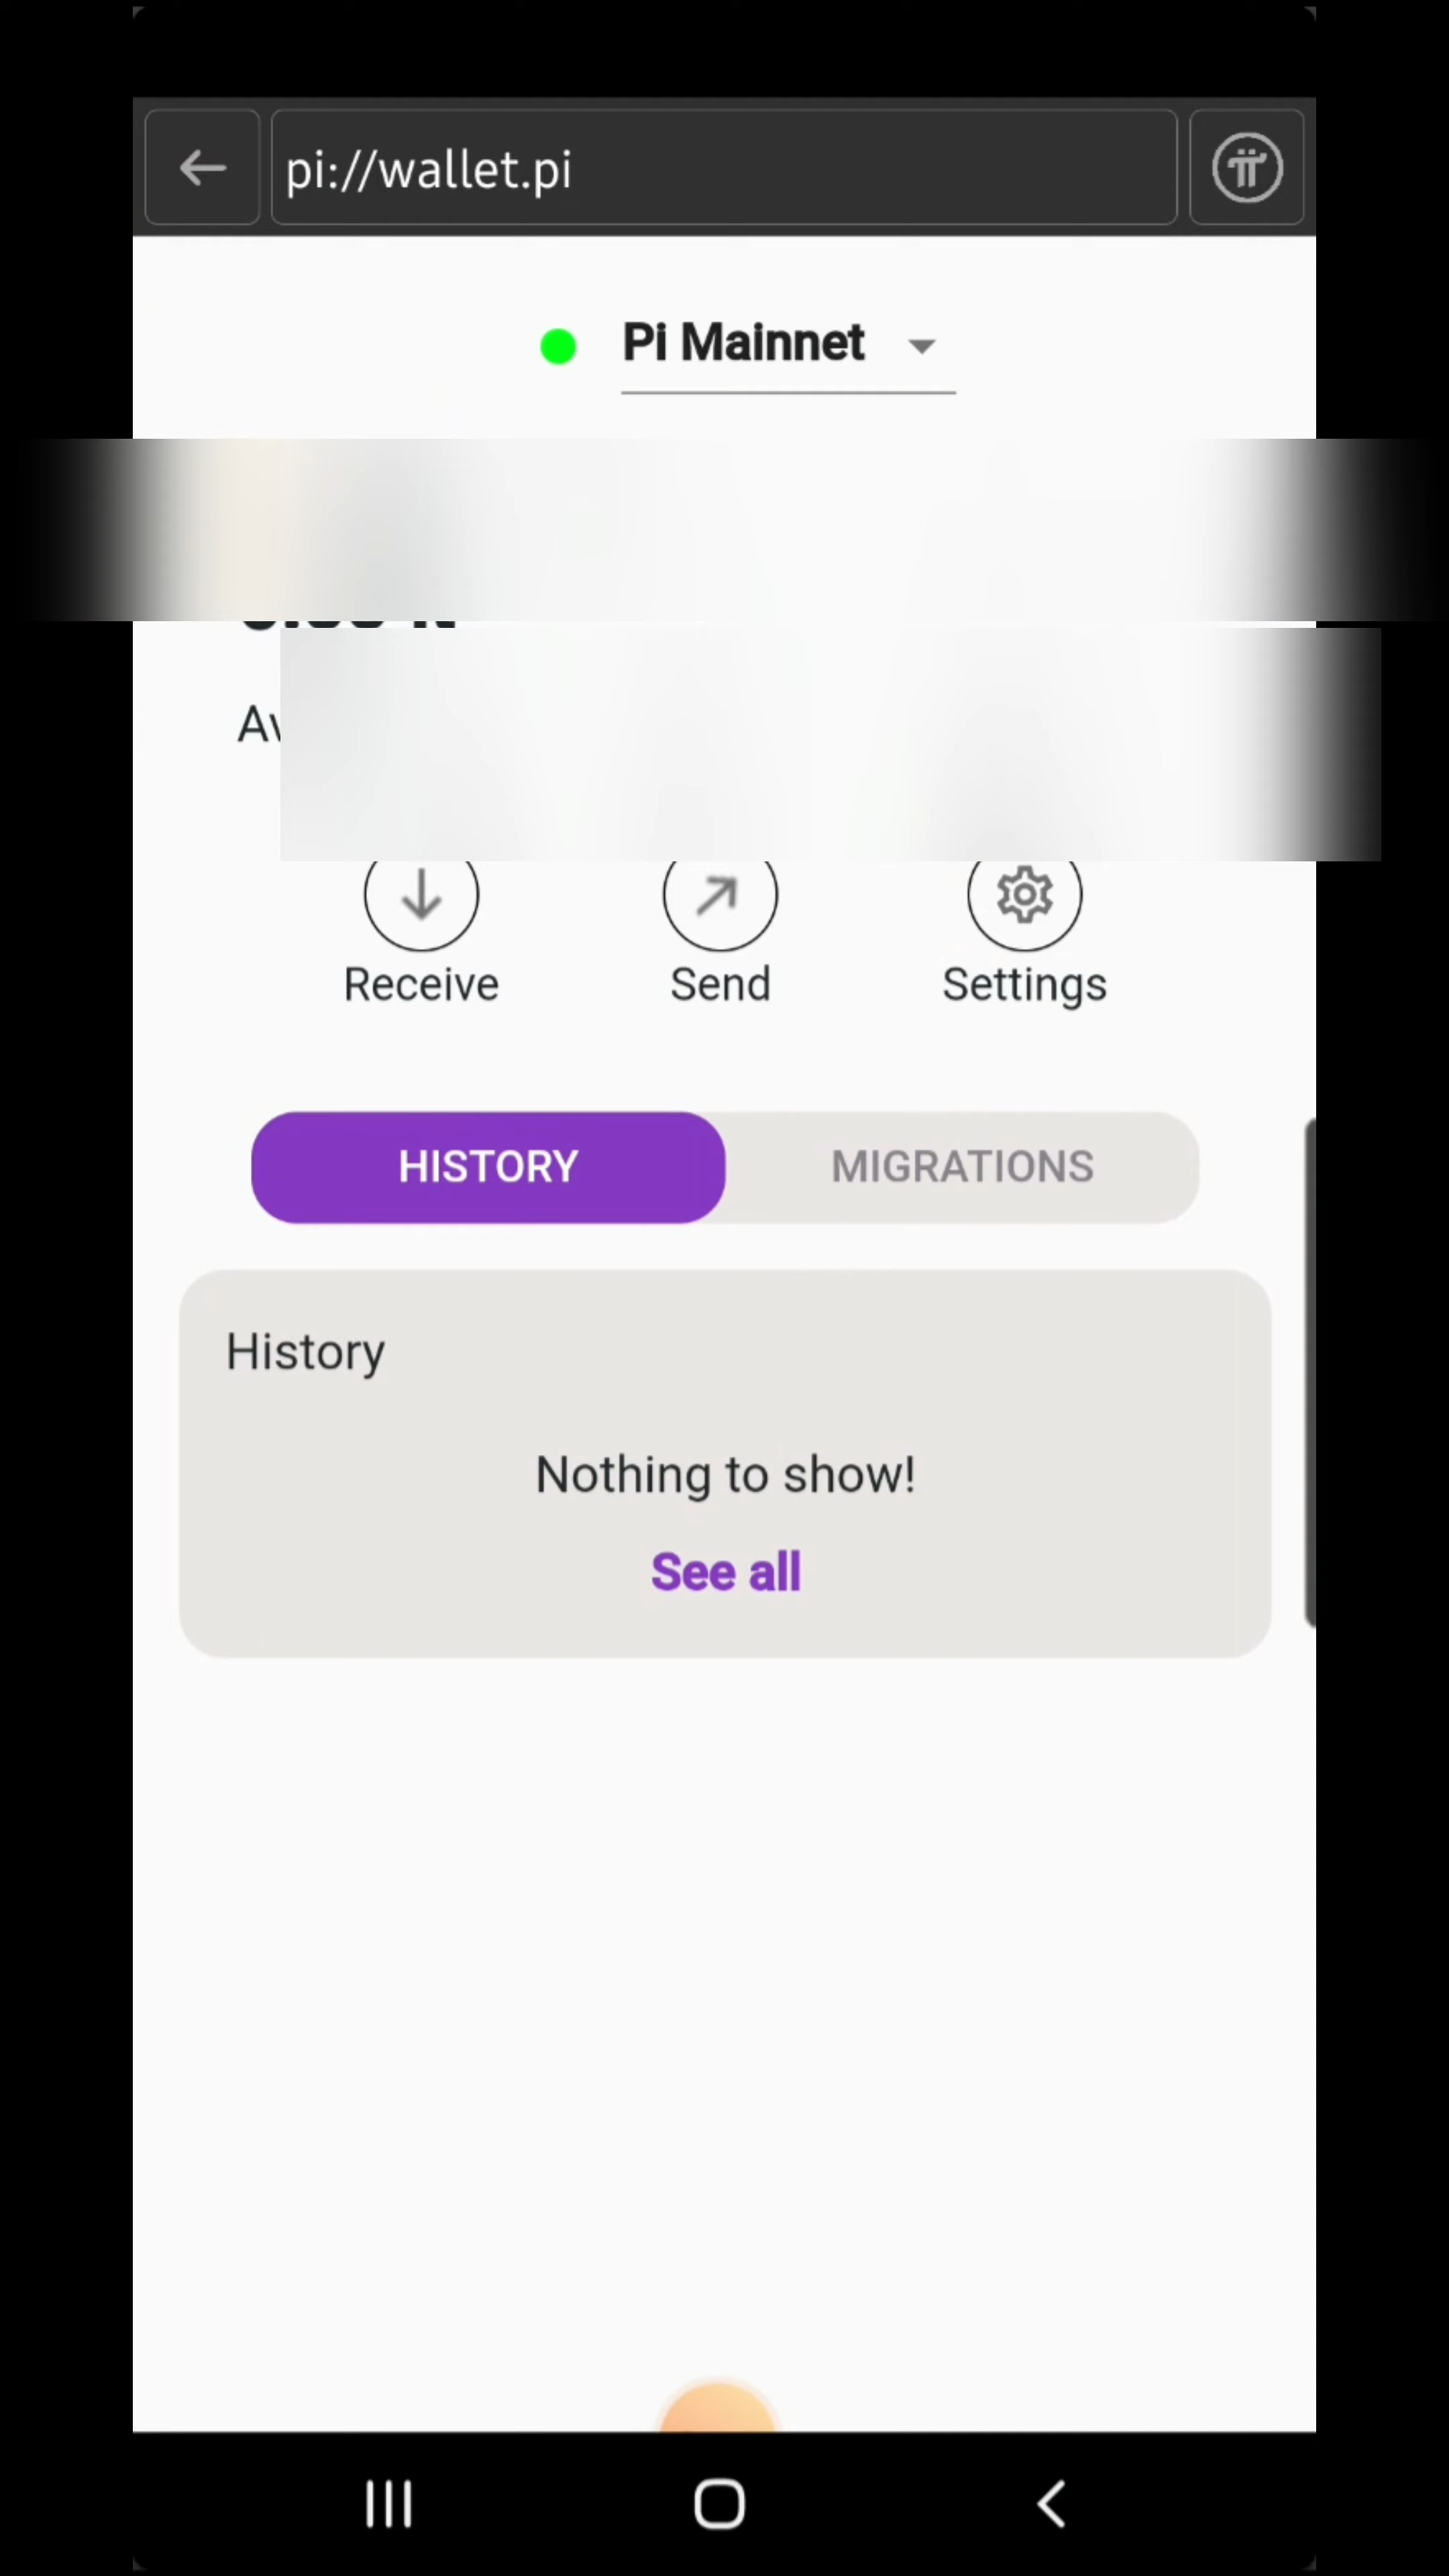 pi://wallet.pi
Pi Mainnet
Receive Send Settings
HISTORY MIGRATIONS
History
Nothing to show!
See all